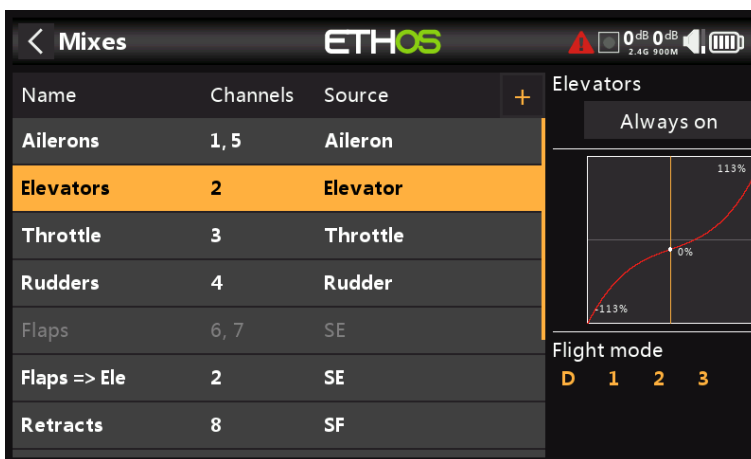 Mixes
ETHOS
0dB 0dB
2.4G 900M
Name Channels Source +
Ailerons 1, 5 Aileron
Elevators 2 Elevator
Throttle 3 Throttle
Rudders 4 Rudder
Flaps 6, 7 SE
Flaps => Ele 2 SE
Retracts 8 SF
Elevators
Always on
113%
0%
-113%
Flight mode
D 1 2 3